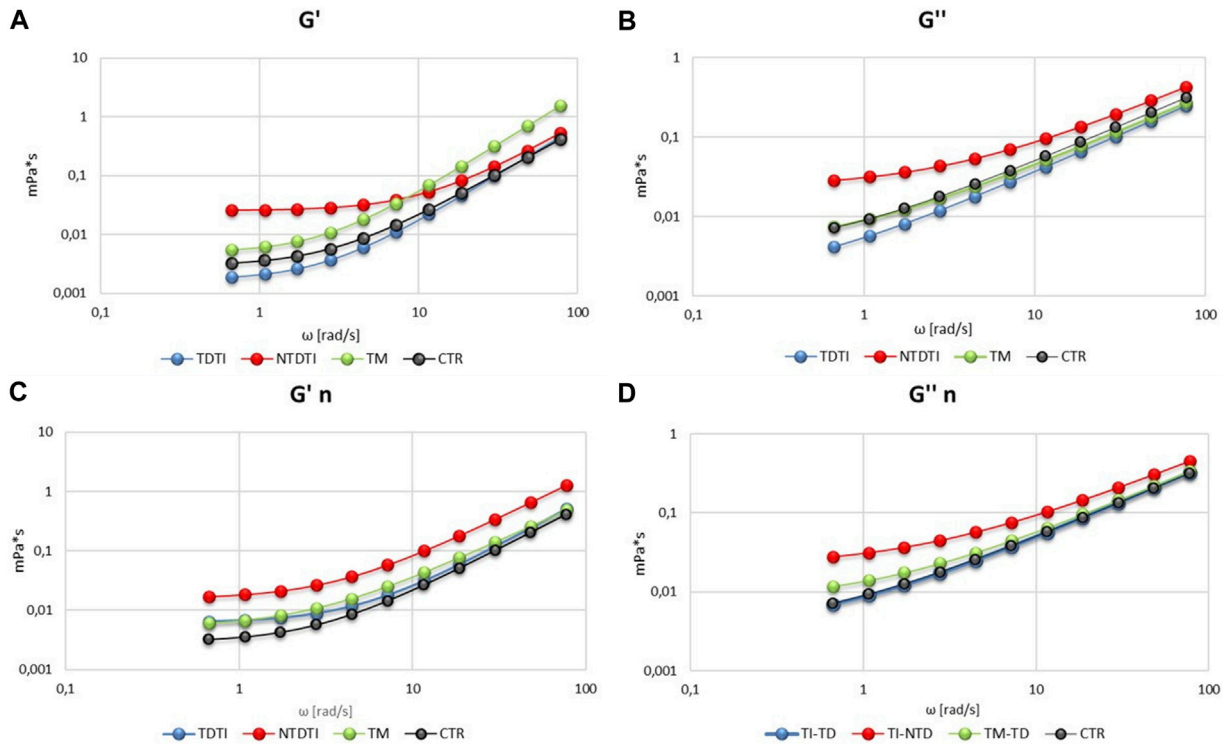 A
G'
10
1
0,1
0,01
0,001
mPa*s
0,1
1
10
100
ω [rad/s]
TDTI NTDTI TM CTR
B
G''
1
0,1
0,01
0,001
mPa*s
0,1
1
10
100
ω [rad/s]
TDTI NTDTI TM CTR
C
G' n
10
1
0,1
0,01
0,001
mPa*s
0,1
1
10
100
ω [rad/s]
TDTI NTDTI TM CTR
D
G'' n
1
0,1
0,01
0,001
mPa*s
0,1
1
10
100
ω [rad/s]
TI-TD TI-NTD TM-TD CTR